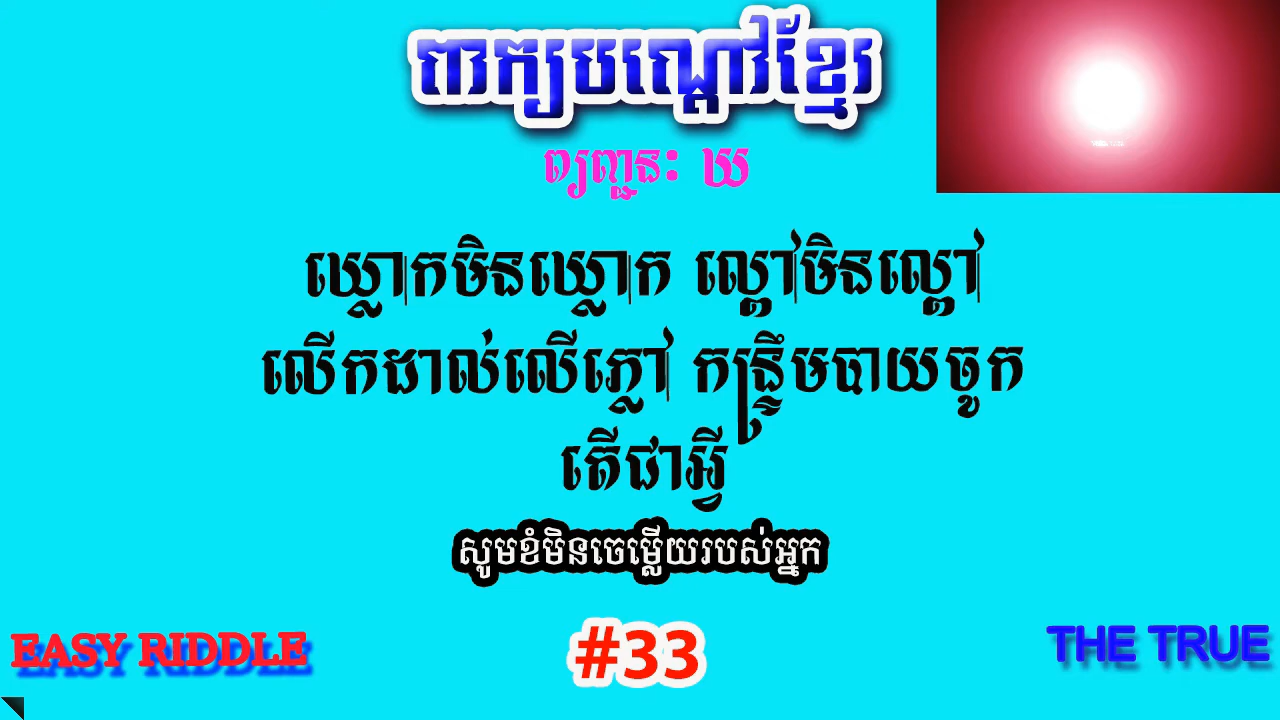 ពាក្យបណ្ដៅខ្មែរ
ព្យញ្ជនៈ ឃ
ឃ្លោកមិនឃ្លោក ល្ពៅមិនល្ពៅ
លើកដាល់លើភ្លៅ កន្ទ្រឹមបាយចូក
តើជាអ្វី
សូមខំមិនចេម្លើយរបស់អ្នក
EASY RIDDLE
#33
THE TRUE